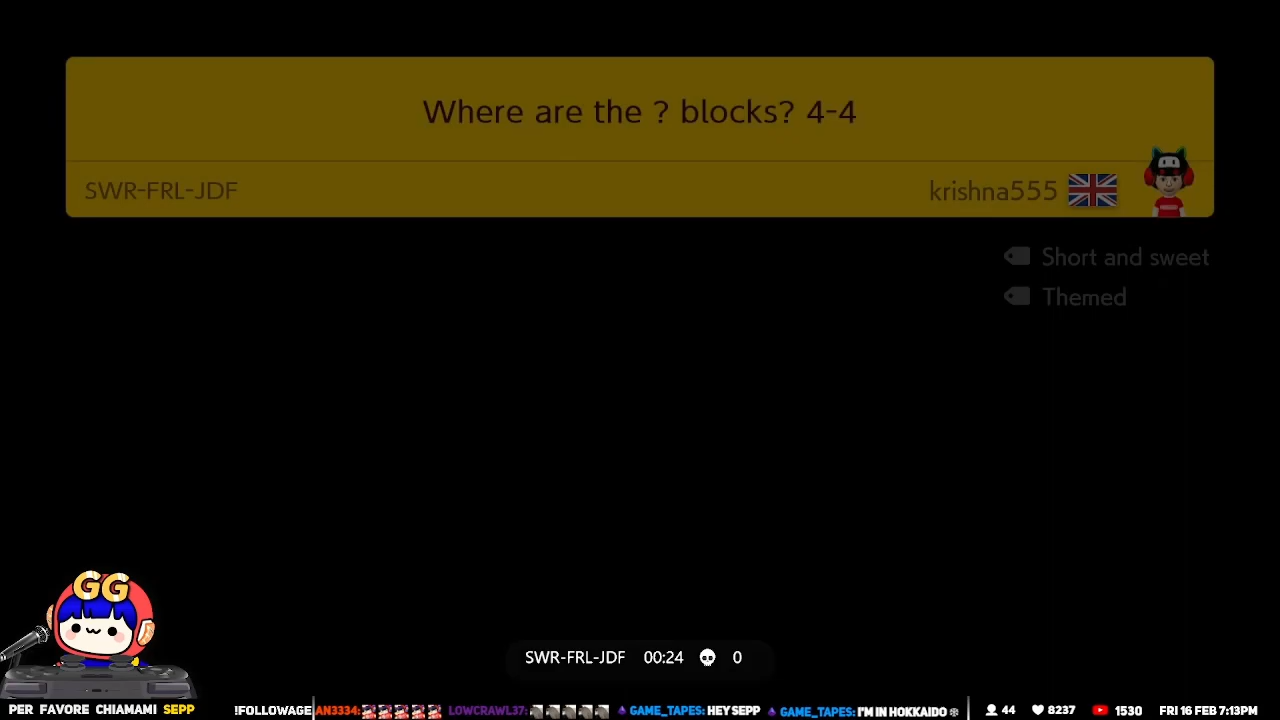 Where are the ? blocks? 4-4
SWR-FRL-JDF
krishna555
Short and sweet
Themed
GG
SWR-FRL-JDF 00:24 0
PER FAVORE CHIAMAMI SEPP
!FOLLOWAGE
AN3334:
LOWCRAWL37:
GAME_TAPES: HEY SEPP
GAME_TAPES: I'M IN HOKKAIDO
44
8237
1530
FRI 16 FEB 7:13PM